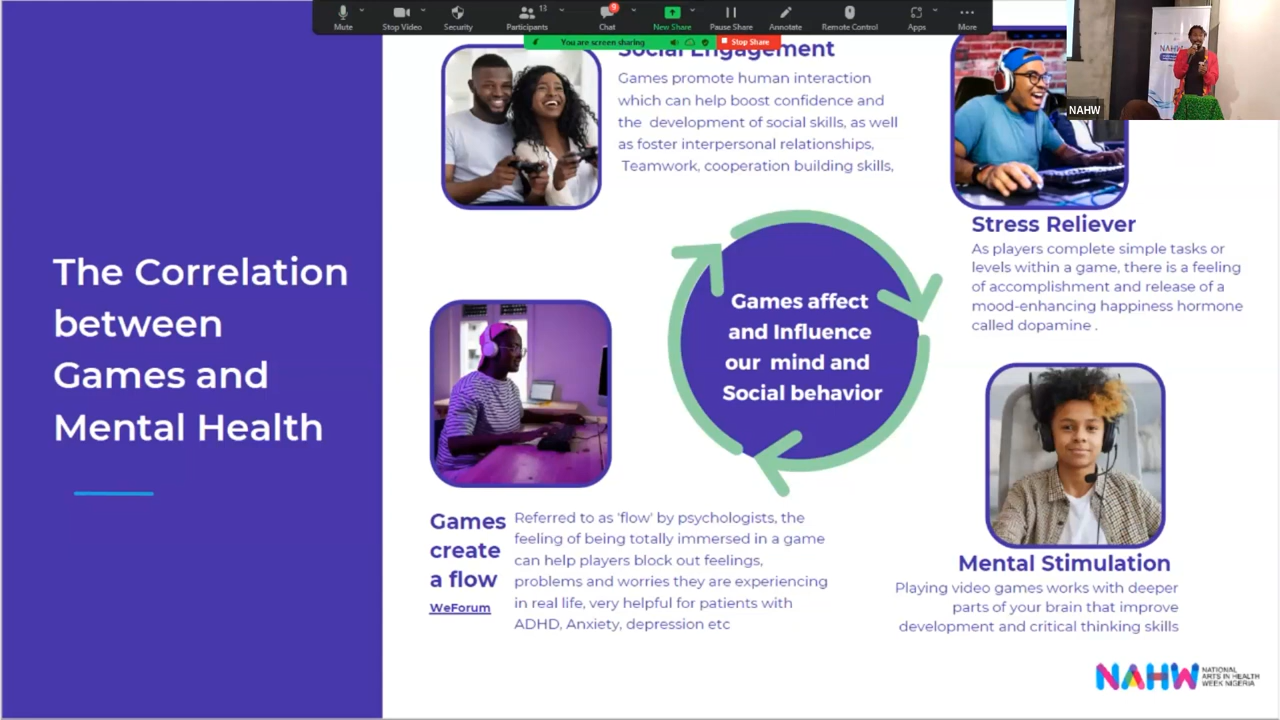 Mute
Stop Video
Security
Participants
13
Chat
9
New Share
Pause Share
Annotate
Remote Control
Apps
More
You are screen sharing
Stop Share
NAHW
NAHW
The Correlation
between
Games and
Mental Health
Social Engagement
Games promote human interaction
which can help boost confidence and
the development of social skills, as well
as foster interpersonal relationships,
Teamwork, cooperation building skills,
Stress Reliever
As players complete simple tasks or
levels within a game, there is a feeling
of accomplishment and release of a
mood-enhancing happiness hormone
called dopamine .
Games affect
and Influence
our mind and
Social behavior
Games
create
a flow
WeForum
Referred to as 'flow' by psychologists, the
feeling of being totally immersed in a game
can help players block out feelings,
problems and worries they are experiencing
in real life, very helpful for patients with
ADHD, Anxiety, depression etc
Mental Stimulation
Playing video games works with deeper
parts of your brain that improve
development and critical thinking skills
NAHW
NATIONAL
ARTS IN HEALTH
WEEK NIGERIA